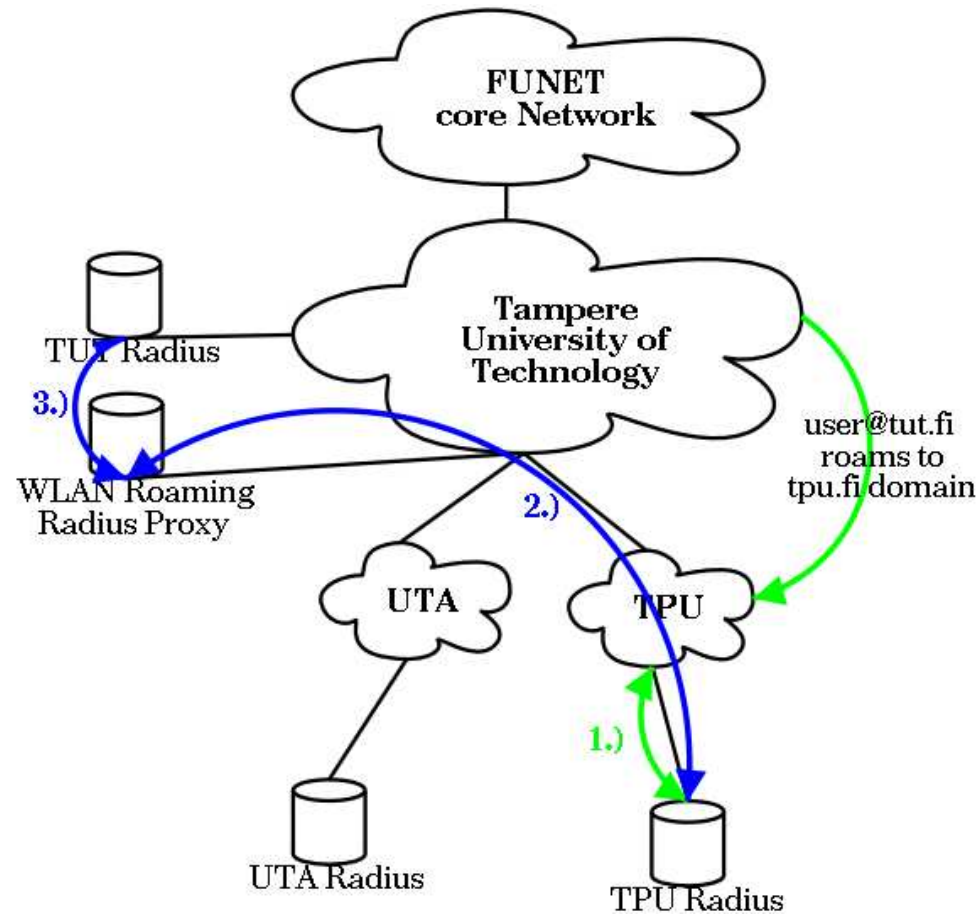 FUNET
core Network
Tampere
University of
Technology
TUT Radius
3.)
WLAN Roaming
Radius Proxy
2.)
user@tut.fi
roams to
tpu.fi domain
UTA
TPU
1.)
UTA Radius
TPU Radius